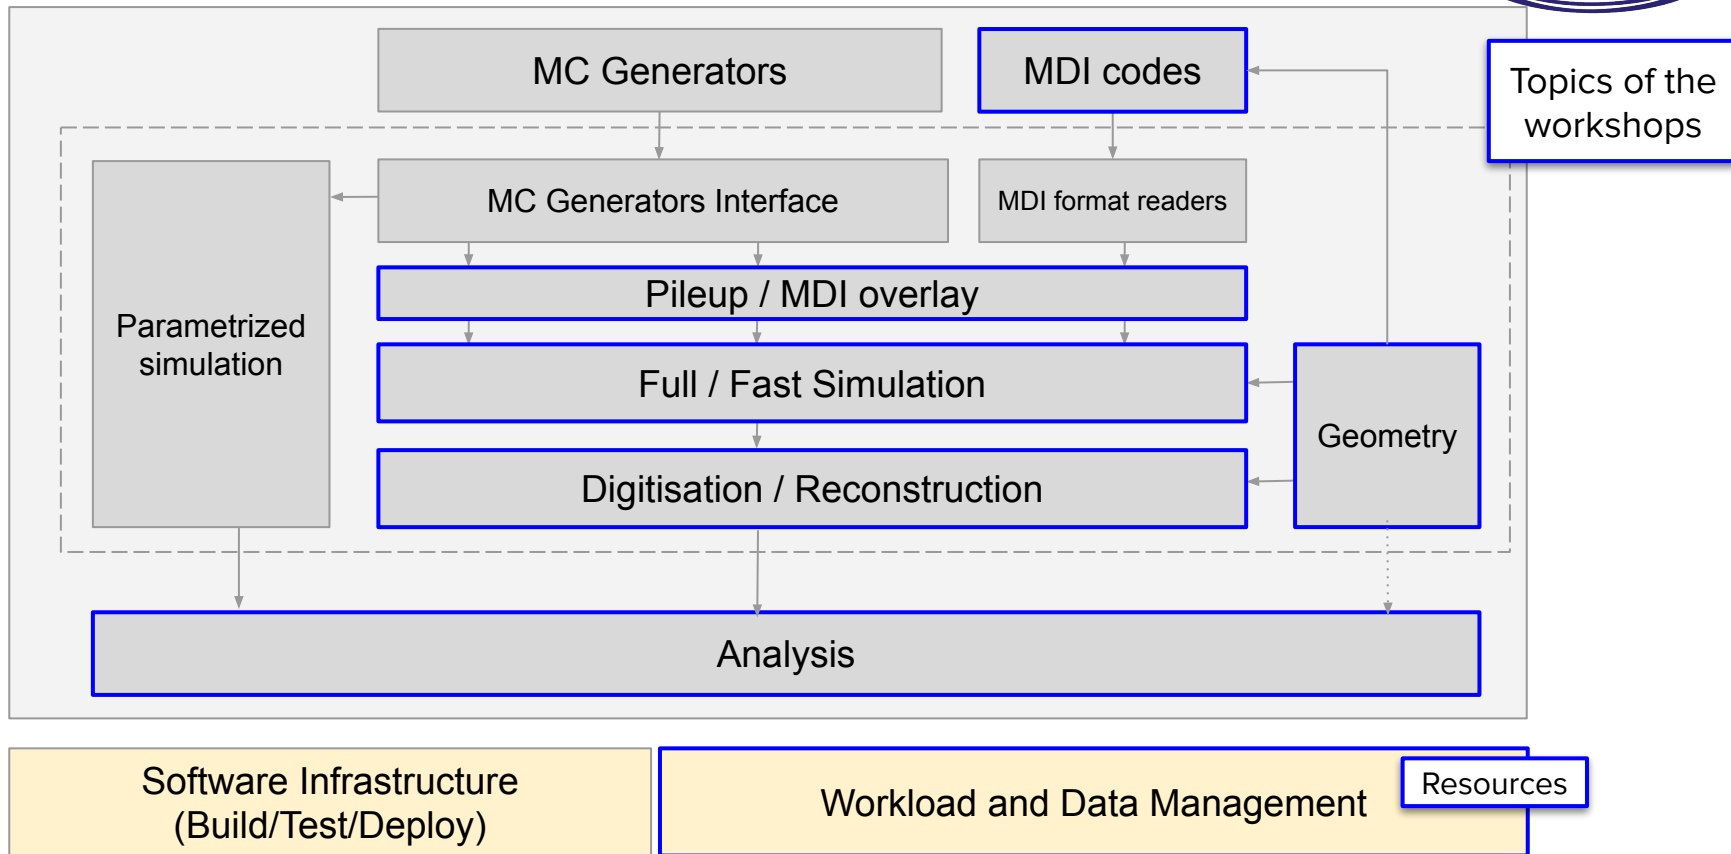 MC Generators
MDI codes
Topics of the
workshops
MC Generators Interface
MDI format readers
Pileup / MDI overlay
Parametrized
simulation
Full / Fast Simulation
Geometry
Digitisation / Reconstruction
Analysis
Software Infrastructure
(Build/Test/Deploy)
Workload and Data Management
Resources